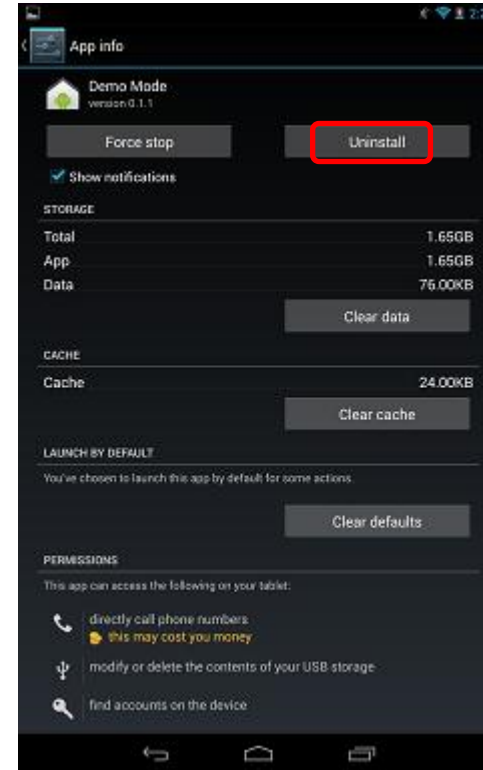 2:
App info
Demo Mode
version 0.1.1
Force stop
Uninstall
Show notifications
STORAGE
Total 1.65GB
App 1.65GB
Data 76.00KB
Clear data
CACHE
Cache 24.00KB
Clear cache
LAUNCH BY DEFAULT
You've chosen to launch this app by default for some actions.
Clear defaults
PERMISSIONS
This app can access the following on your tablet:
directly call phone numbers
this may cost you money
modify or delete the contents of your USB storage
find accounts on the device